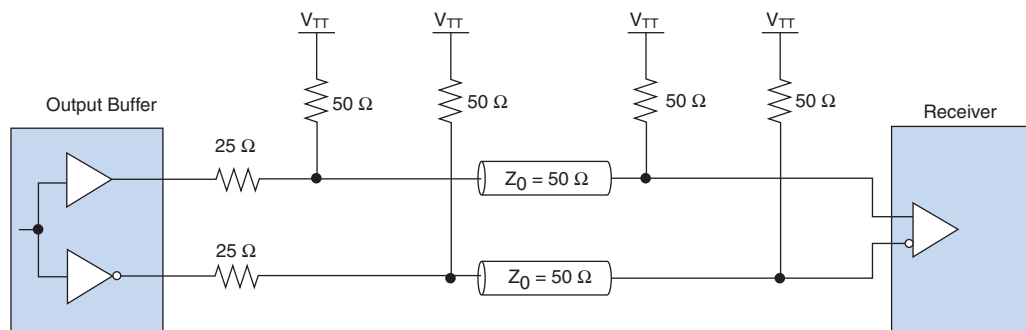 V_TT V_TT V_TT V_TT
50 Ω 50 Ω 50 Ω 50 Ω
Output Buffer
Receiver
25 Ω
Z_0 = 50 Ω
25 Ω
Z_0 = 50 Ω